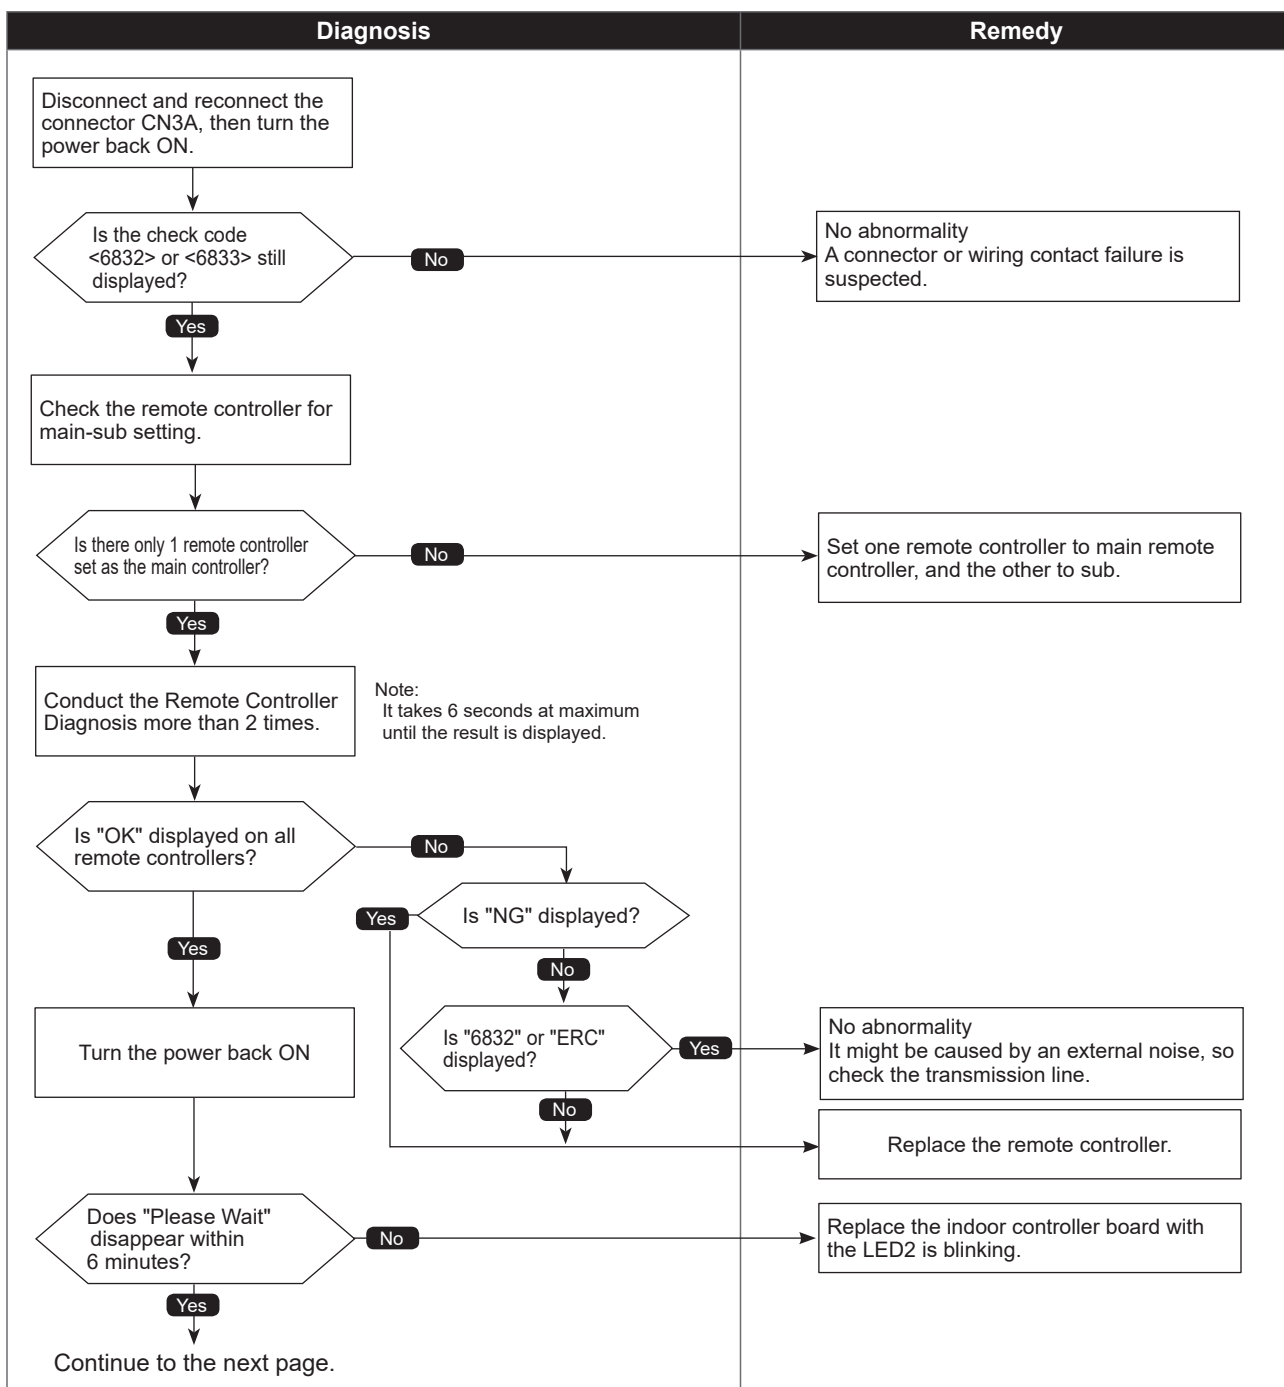 Diagnosis
Remedy
Disconnect and reconnect the
connector CN3A, then turn the
power back ON.
Is the check code
<6832> or <6833> still
displayed?
No
No abnormality
A connector or wiring contact failure is
suspected.
Yes
Check the remote controller for
main-sub setting.
Is there only 1 remote controller
set as the main controller?
No
Set one remote controller to main remote
controller, and the other to sub.
Yes
Conduct the Remote Controller
Diagnosis more than 2 times.
Note:
It takes 6 seconds at maximum
until the result is displayed.
Is "OK" displayed on all
remote controllers?
No
Is "NG" displayed?
Yes
Yes
No
Turn the power back ON
Is "6832" or "ERC"
displayed?
Yes
No abnormality
It might be caused by an external noise, so
check the transmission line.
No
Replace the remote controller.
Does "Please Wait"
disappear within
6 minutes?
No
Replace the indoor controller board with
the LED2 is blinking.
Yes
Continue to the next page.